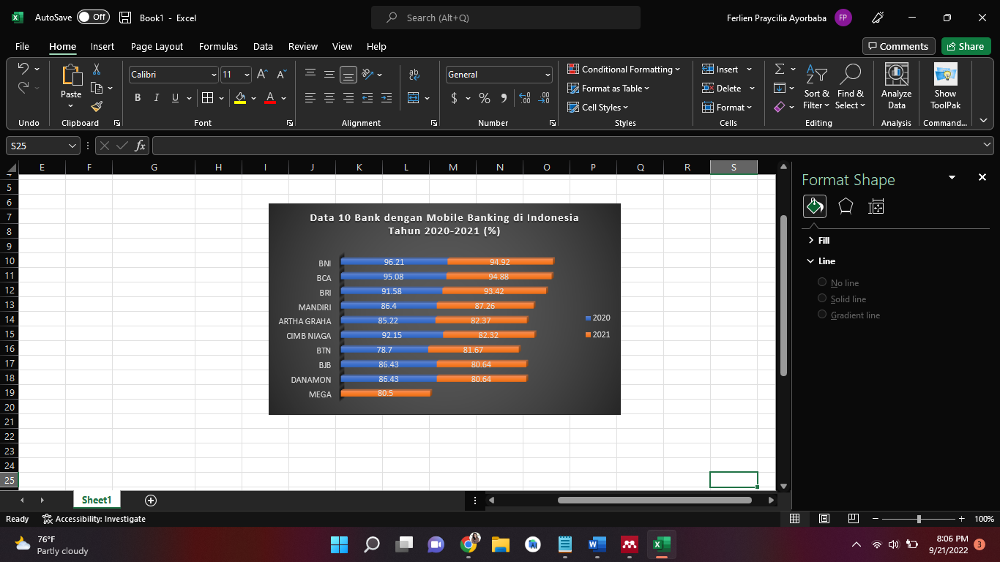 AutoSave Off Book1 - Excel Search (Alt+Q) Ferlien Praycilia Ayorbaba FP
File Home Insert Page Layout Formulas Data Review View Help Comments Share
Calibri 11 General Conditional Formatting Insert
Paste B I U A $ % Format as Table Delete Sort & Filter Find & Select Analyze Data Show ToolPak
Cell Styles Format
Undo Clipboard Font Alignment Number Styles Cells Editing Analysis Command...
S25 fx
E F G H I J K L M N O P Q R S
Format Shape
5
6
7 Data 10 Bank dengan Mobile Banking di Indonesia
8 Tahun 2020-2021 (%)
9 Fill
10 BNI 96.21 94.92 Line
11 BCA 95.08 94.88 No line
12 BRI 91.58 93.42 Solid line
13 MANDIRI 86.4 87.26 Gradient line
14 ARTHA GRAHA 85.22 82.37 2020
15 CIMB NIAGA 92.15 82.32 2021
16 BTN 78.7 81.67
17 BJB 86.43 80.64
18 DANAMON 86.43 80.64
19 MEGA 80.5
20
21
22
23
24
25
Sheet1
Ready Accessibility: Investigate 100%
76°F 8:06 PM
Partly cloudy 9/21/2022 3